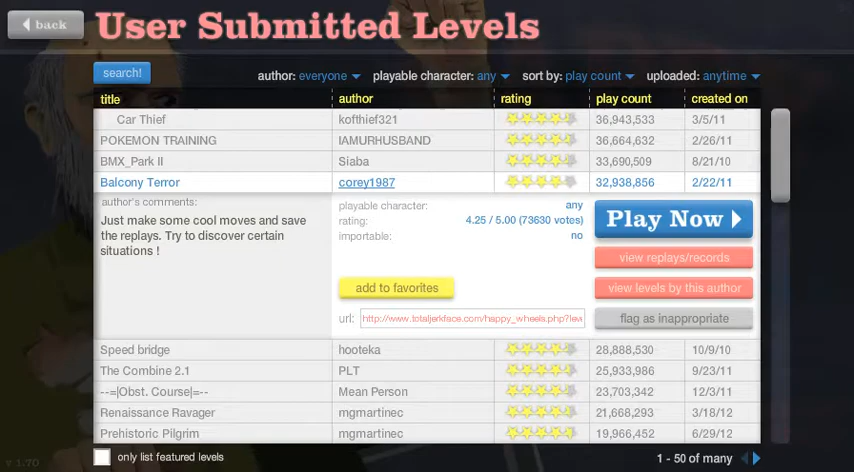 back
User Submitted Levels
search!
author: everyone playable character: any sort by: play count uploaded: anytime
title author rating play count created on
Car Thief kofthief321 36,943,533 3/5/11
POKEMON TRAINING IAMURHUSBAND 36,664,632 2/26/11
BMX_Park II Siaba 33,690,509 8/21/10
Balcony Terror corey1987 32,938,856 2/22/11
author's comments:
Just make some cool moves and save
the replays. Try to discover certain
situations !
playable character: any
rating: 4.25 / 5.00 (73630 votes)
importable: no
add to favorites
url: http://www.totaljerkface.com/happy_wheels.php?lev
Play Now
view replays/records
view levels by this author
flag as inappropriate
Speed bridge hooteka 28,888,530 10/9/10
The Combine 2.1 PLT 25,933,986 9/23/11
--=|Obst. Course|=-- Mean Person 23,703,342 12/3/11
Renaissance Ravager mgmartinec 21,668,293 3/18/12
Prehistoric Pilgrim mgmartinec 19,966,452 6/29/12
only list featured levels
1 - 50 of many
v 1.70